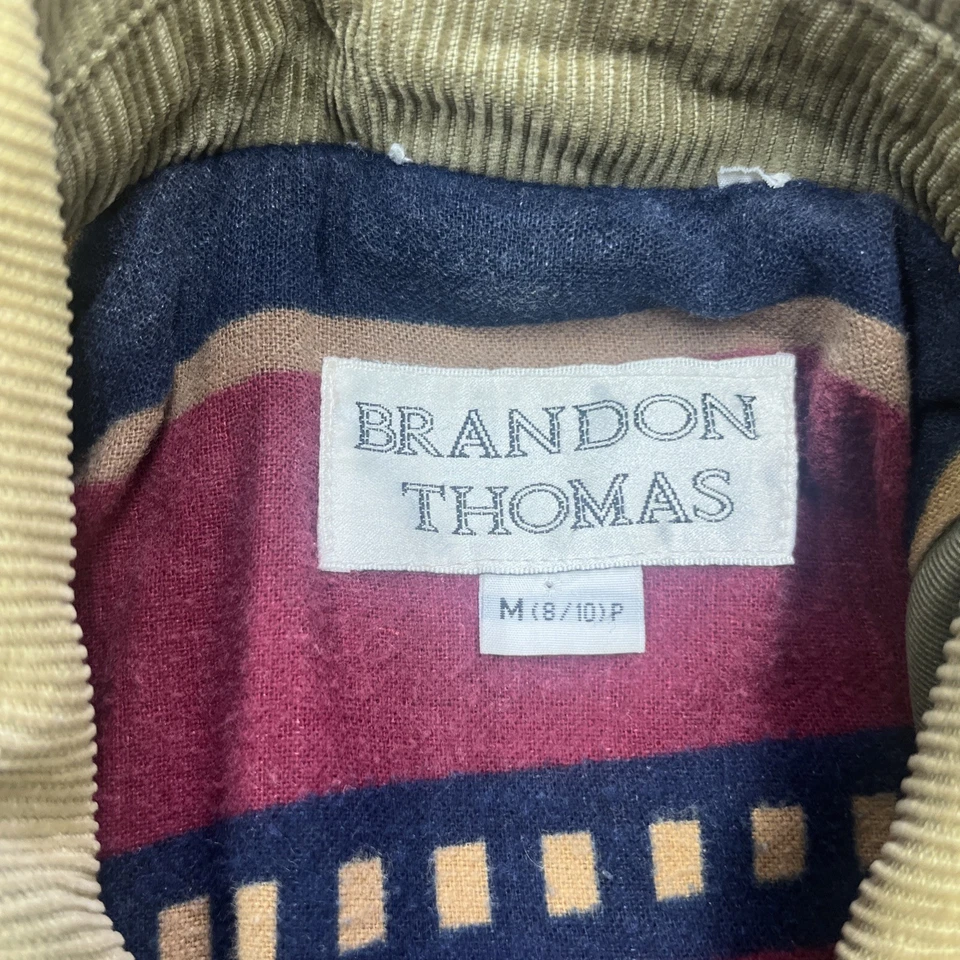 BRANDON
THOMAS
M (8/10) P